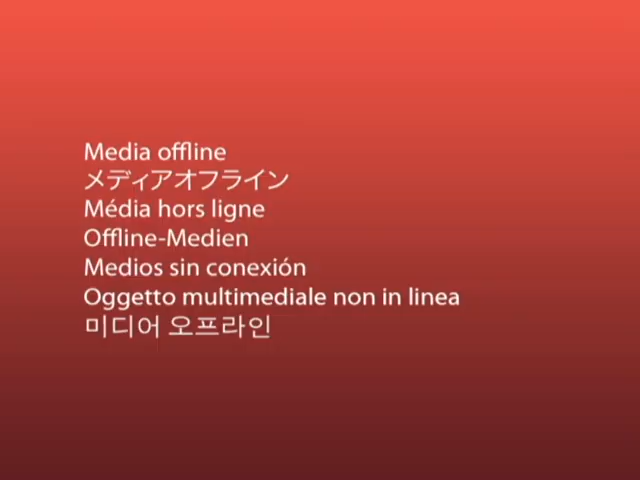 Media offline
メディアオフライン
Média hors ligne
Offline-Medien
Medios sin conexión
Oggetto multimediale non in linea
미디어 오프라인